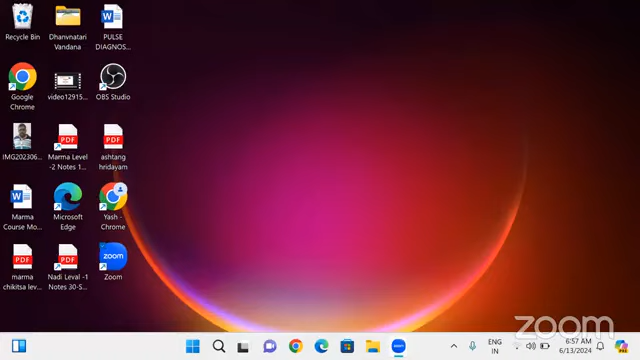 Recycle Bin
Dhanvnatari
Vandana
PULSE
DIAGNOS...
Google
Chrome
video12915...
OBS Studio
IMG202306...
Marma Level
-2 Notes 1...
ashtang
hridayam
Marma
Course Mo...
Microsoft
Edge
Yash -
Chrome
marma
chikitsa lev...
Nadi Leval -1
Notes 30-S...
Zoom
PDF
PDF
PDF
PDF
zoom
ENG
IN
6:57 AM
6/13/2024
zoom